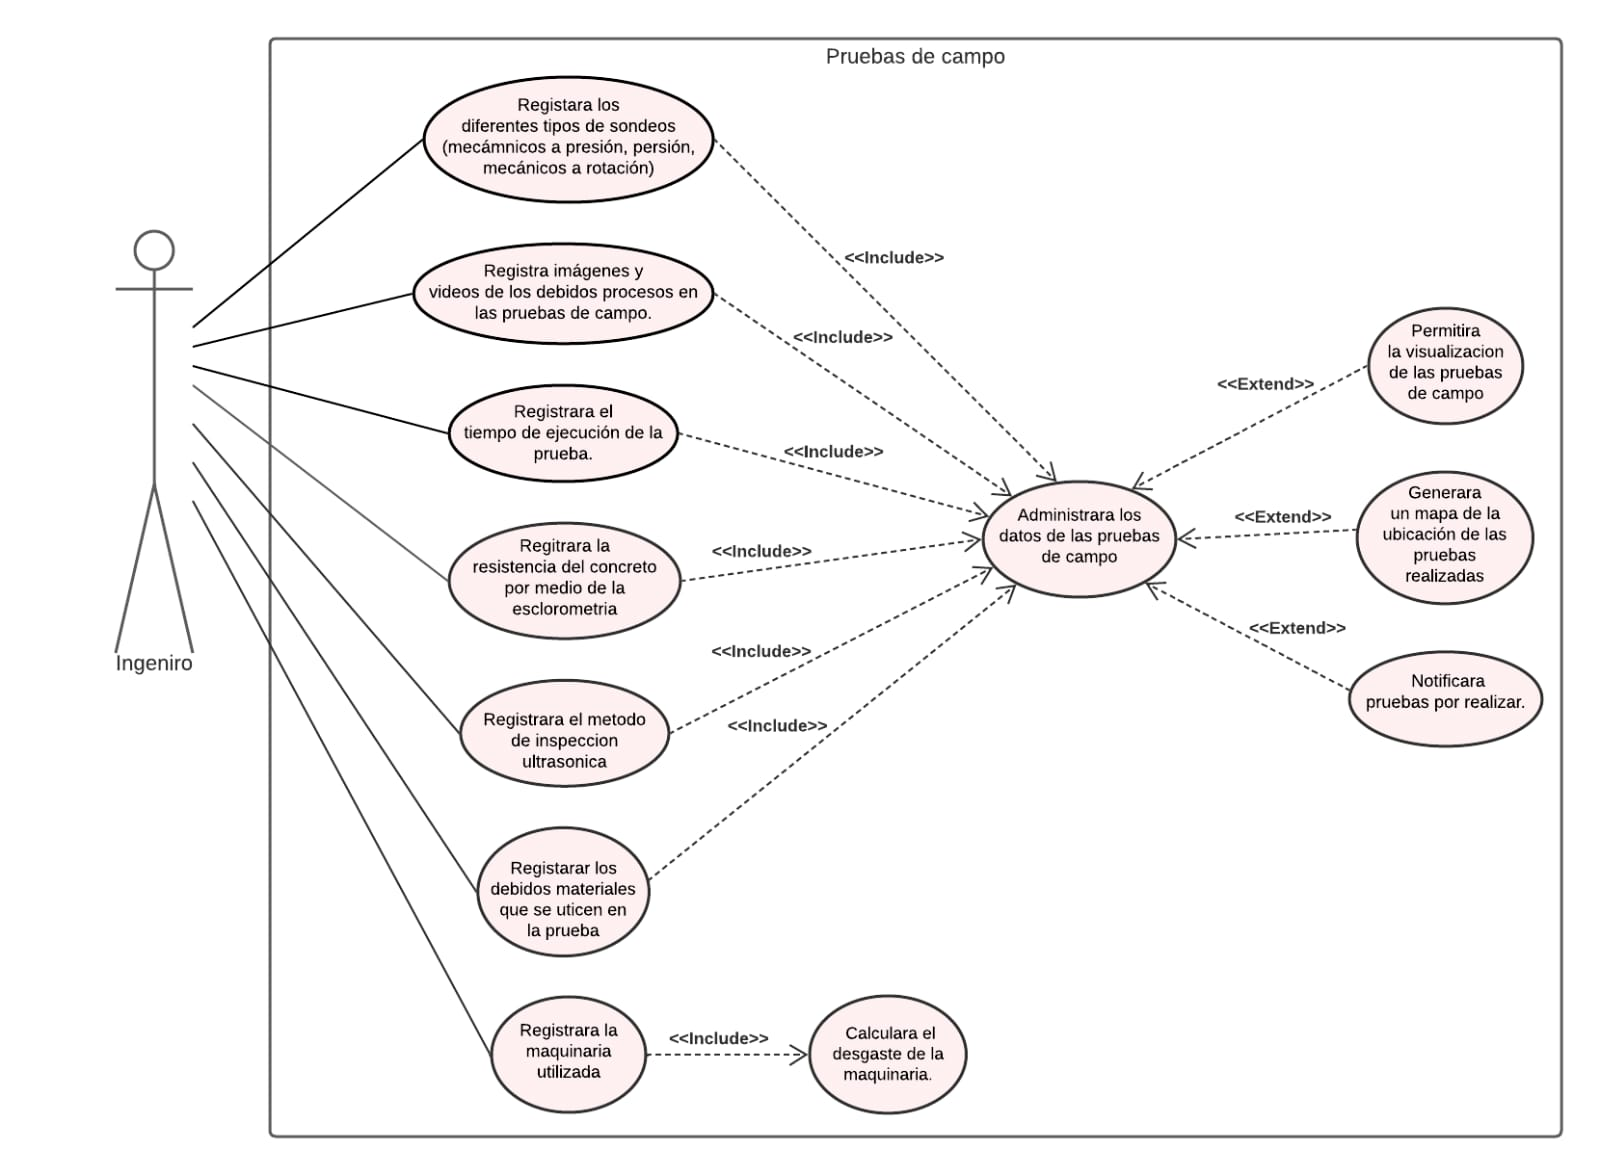 Pruebas de campo
Registara los
diferentes tipos de sondeos
(mecámnicos a presión, persión,
mecánicos a rotación)
<<Include>>
Registra imágenes y
videos de los debidos procesos en
las pruebas de campo.
<<Include>>
Permitira
la visualizacion
de las pruebas
de campo
<<Extend>>
Registrara el
tiempo de ejecución de la
prueba.
<<Include>>
Administrara los
datos de las pruebas
de campo
<<Extend>>
Generara
un mapa de la
ubicación de las
pruebas
realizadas
Regitrara la
resistencia del concreto
por medio de la
esclorometria
<<Include>>
<<Extend>>
Notificara
pruebas por realizar.
Ingeniro
<<Include>>
Registrara el metodo
de inspeccion
ultrasonica
<<Include>>
Registarar los
debidos materiales
que se uticen en
la prueba
Registrara la
maquinaria
utilizada
<<Include>>
Calculara el
desgaste de la
maquinaria.